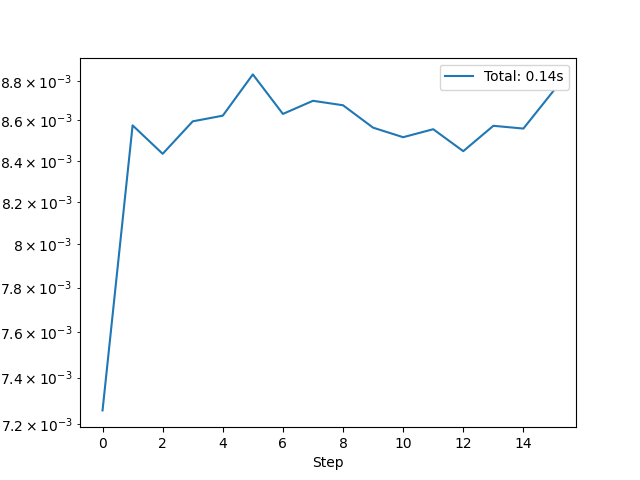 Total: 0.14s
8.8 × 10⁻³
8.6 × 10⁻³
8.4 × 10⁻³
8.2 × 10⁻³
8 × 10⁻³
7.8 × 10⁻³
7.6 × 10⁻³
7.4 × 10⁻³
7.2 × 10⁻³
0 2 4 6 8 10 12 14
Step